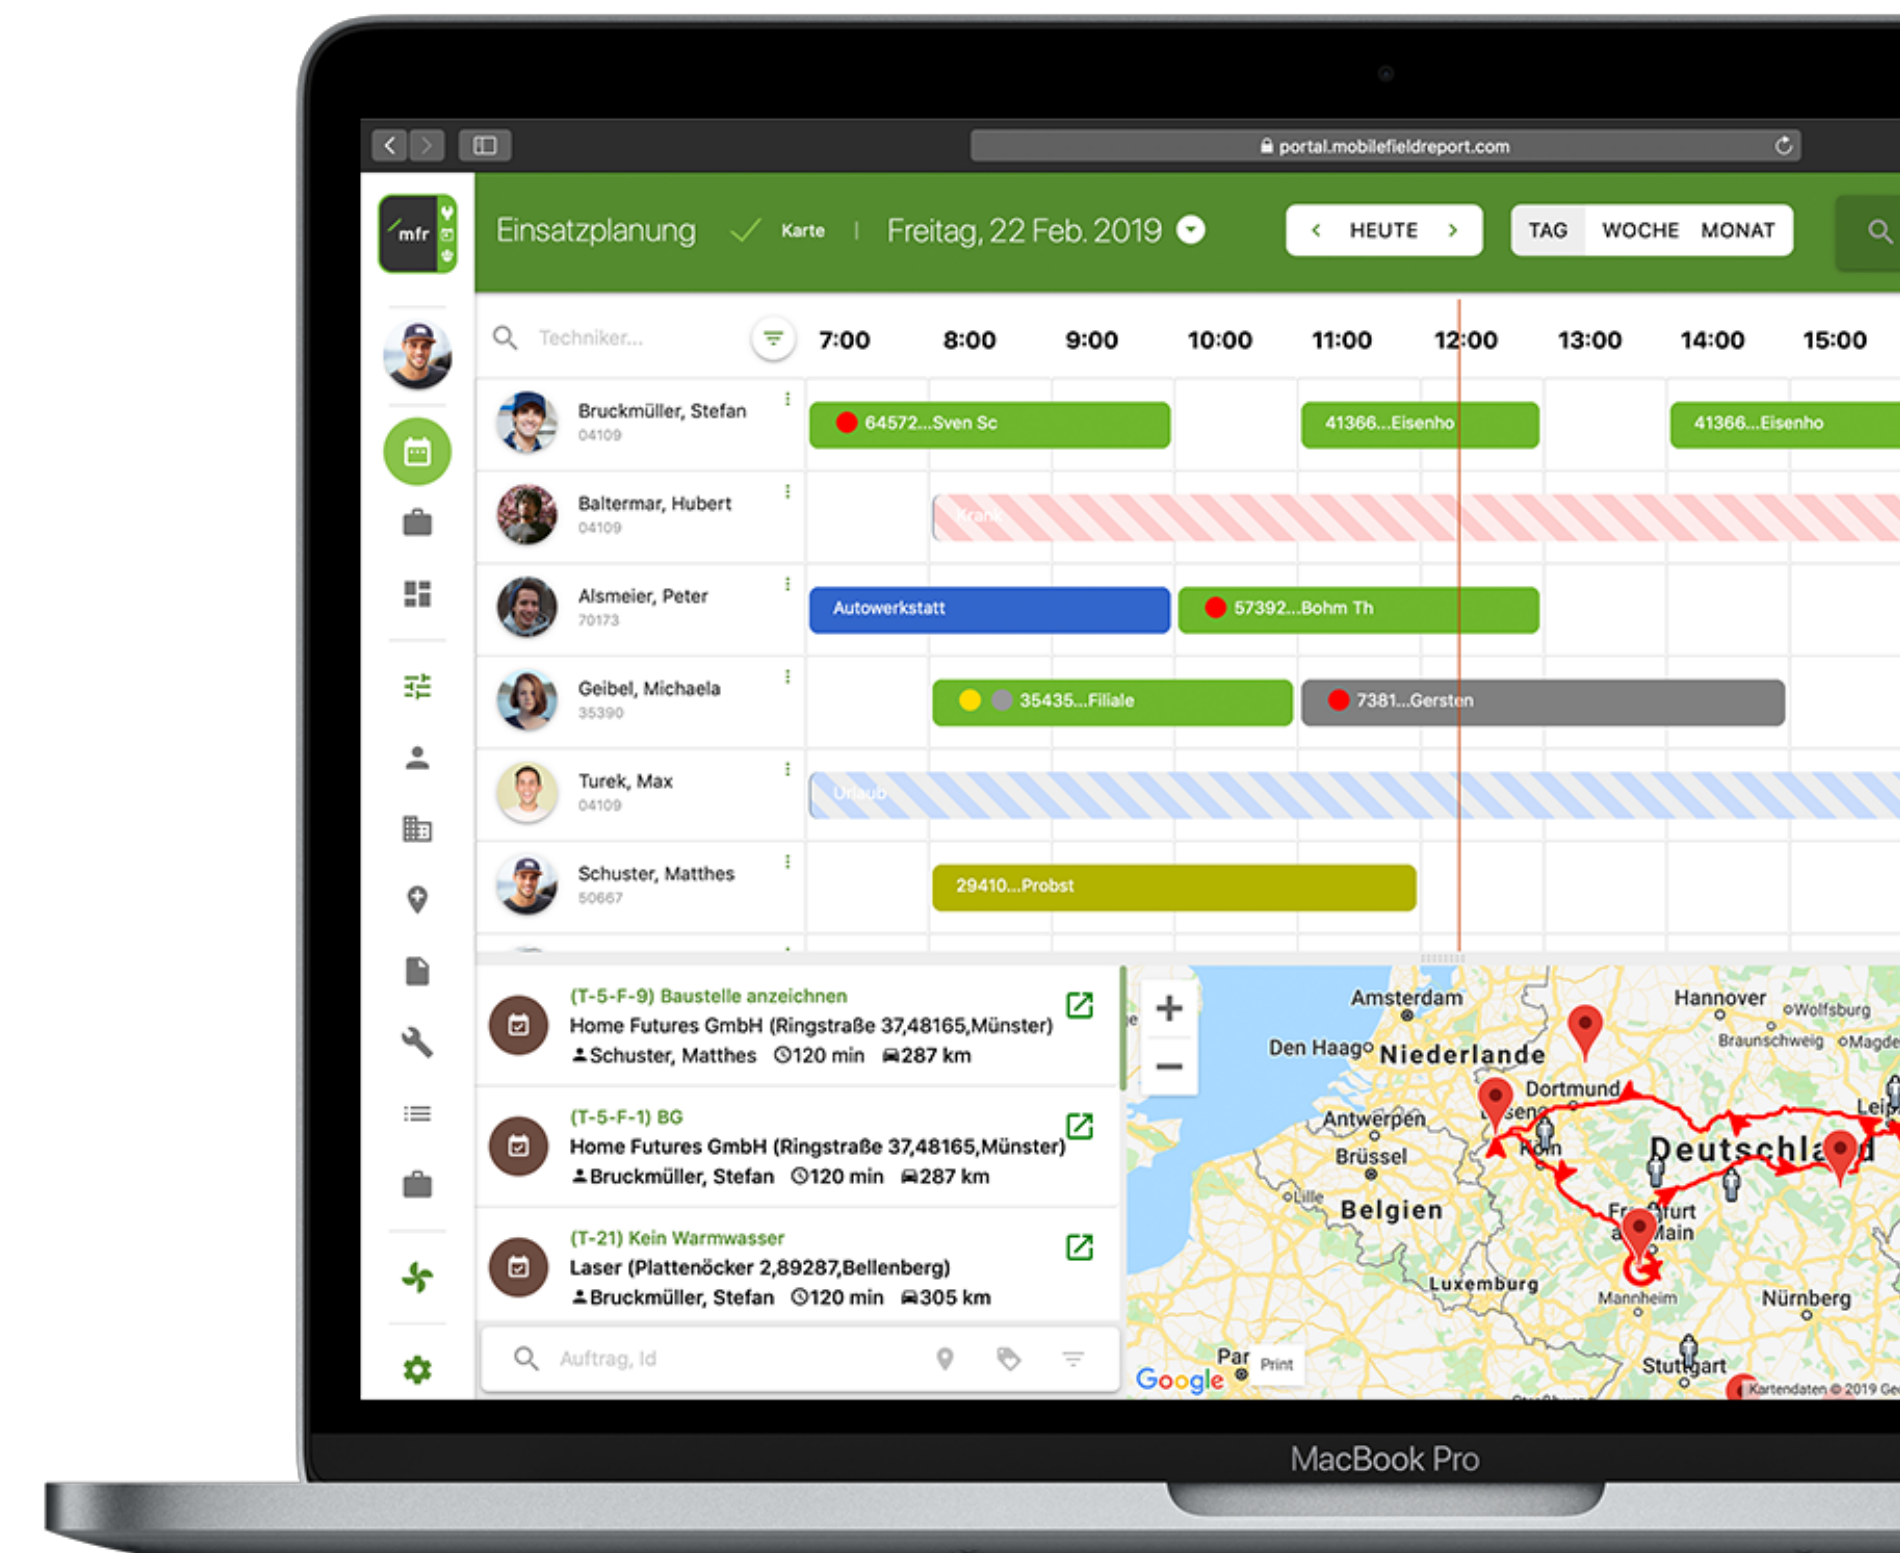 portal.mobilefieldreport.com
mfr
Einsatzplanung Karte | Freitag, 22 Feb. 2019 < HEUTE > TAG WOCHE MONAT
Techniker... 7:00 8:00 9:00 10:00 11:00 12:00 13:00 14:00 15:00
Bruckmüller, Stefan
04109
64572...Sven Sc 41366...Eisenho 41366...Eisenho
Baltermar, Hubert
04109
Krank
Alsmeier, Peter
70173
Autowerkstatt 57392...Bohm Th
Geibel, Michaela
35390
35435...Filiale 7381...Gersten
Turek, Max
04109
Urlaub
Schuster, Matthes
50667
29410...Probst
(T-5-F-9) Baustelle anzeichnen
Home Futures GmbH (Ringstraße 37,48165,Münster)
Schuster, Matthes 120 min 287 km
(T-5-F-1) BG
Home Futures GmbH (Ringstraße 37,48165,Münster)
Bruckmüller, Stefan 120 min 287 km
(T-21) Kein Warmwasser
Laser (Plattenöcker 2,89287,Bellenberg)
Bruckmüller, Stefan 120 min 305 km
Auftrag, Id
+
−
Amsterdam
Hannover
Wolfsburg
Braunschweig
Magde
Den Haag
Niederlande
Dortmund
Antwerpen
Brüssel
Köln
Lille
Belgien
Deutschla d
Leip
Main
Luxemburg
Mannheim
Nürnberg
Stuttgart
Par
Print
Google
Kartendaten © 2019 Ge
MacBook Pro